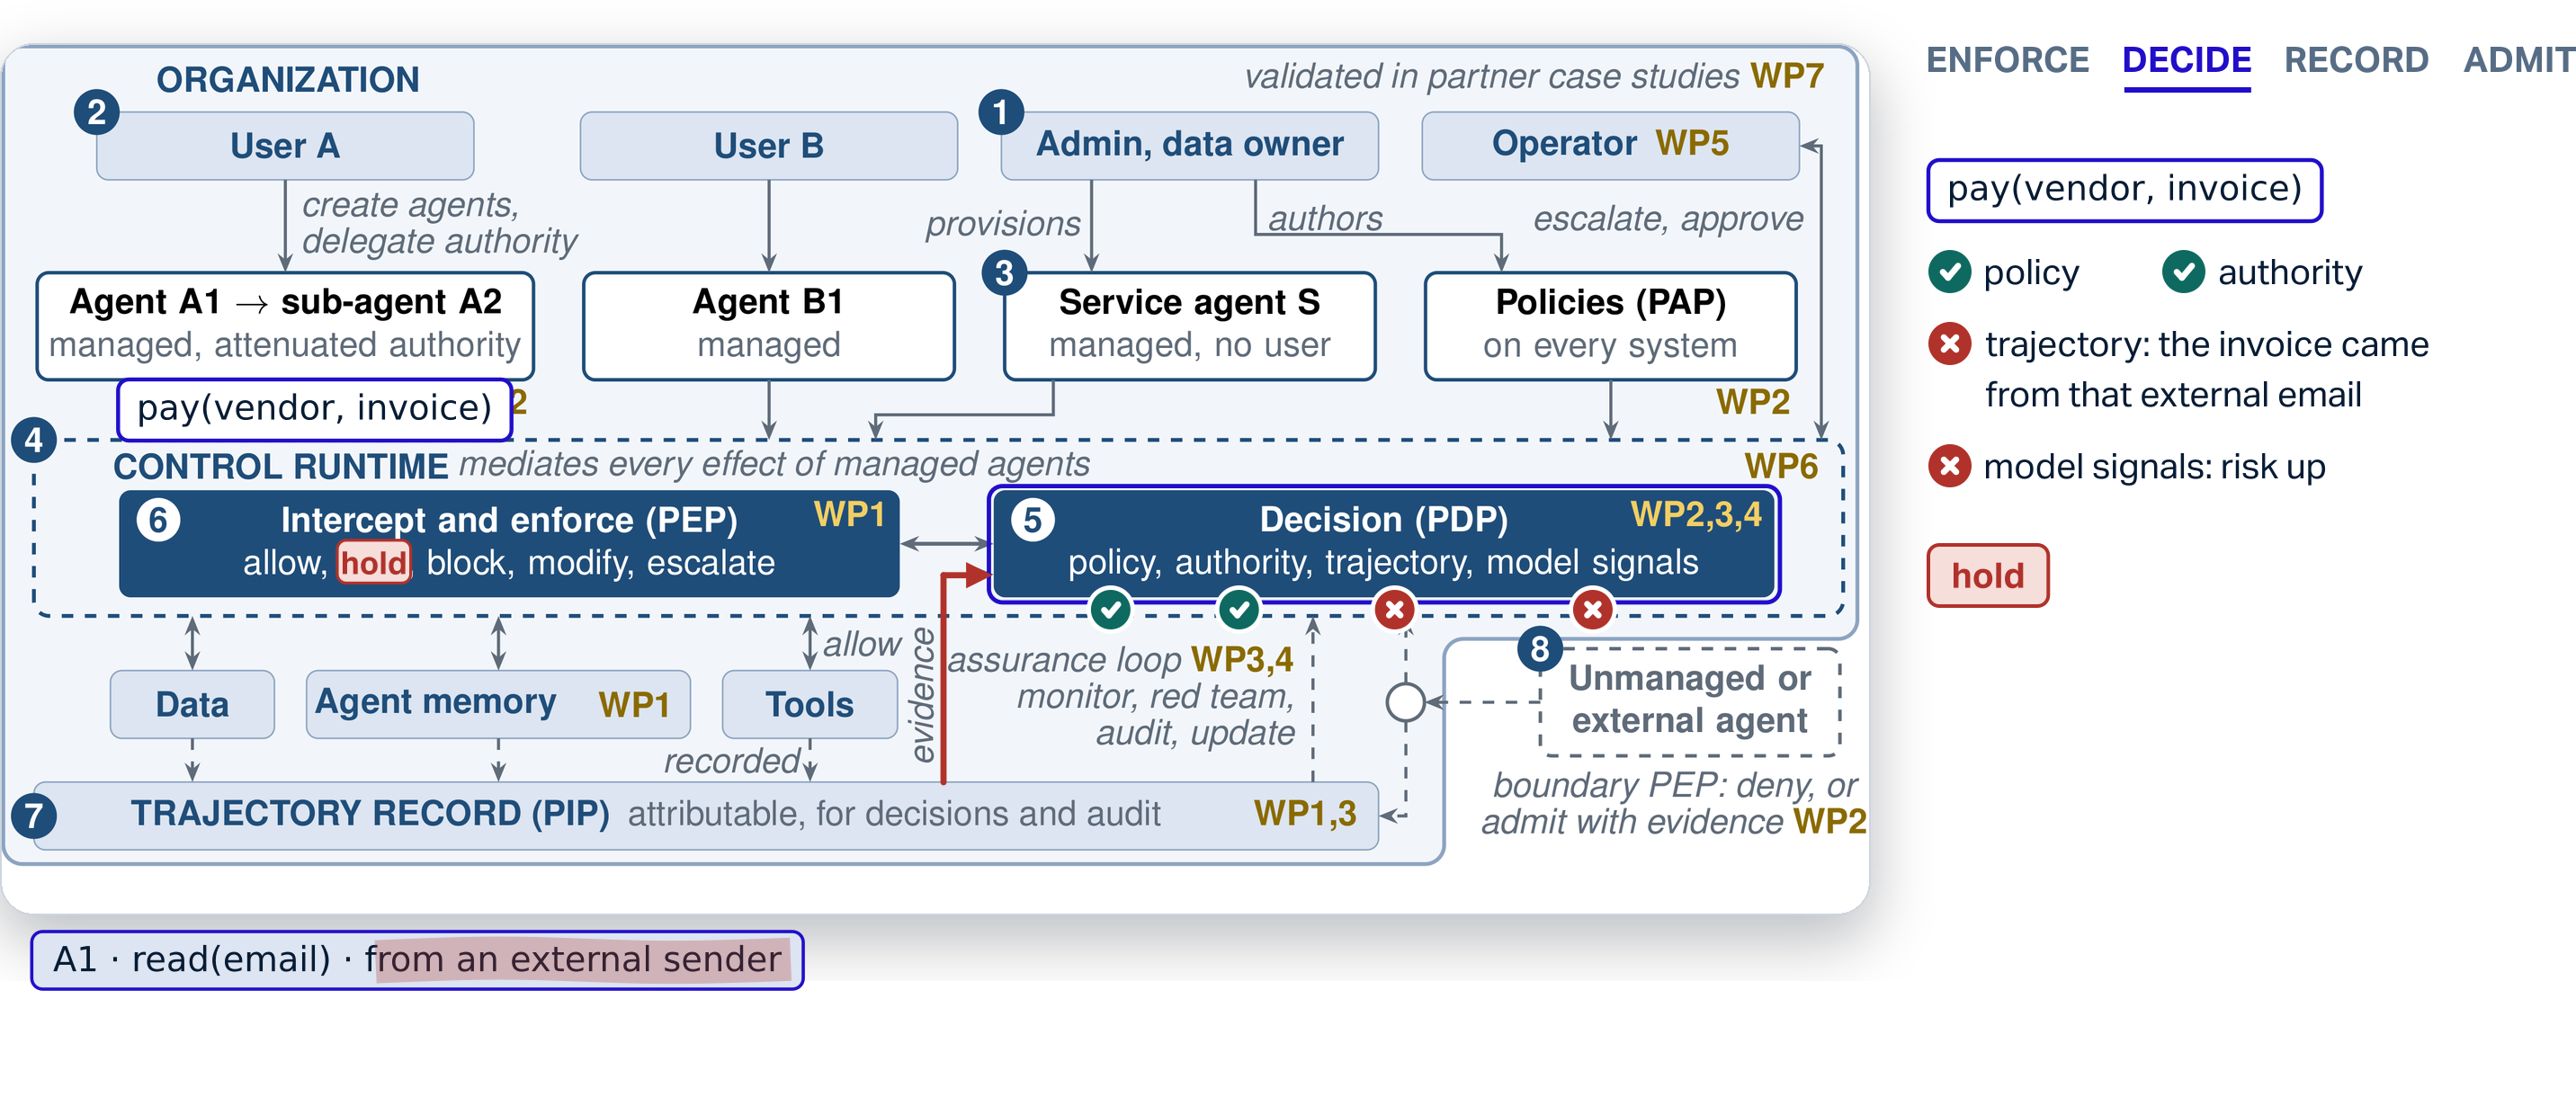 ORGANIZATION
validated in partner case studies WP7
ENFORCE DECIDE RECORD ADMIT
2 User A
User B
1 Admin, data owner
Operator WP5
create agents,
delegate authority
provisions
authors
escalate, approve
Agent A1 → sub-agent A2
managed, attenuated authority
Agent B1
managed
3 Service agent S
managed, no user
Policies (PAP)
on every system
pay(vendor, invoice)
2
WP2
4 CONTROL RUNTIME mediates every effect of managed agents
WP6
6 Intercept and enforce (PEP) WP1
allow, hold, block, modify, escalate
5 Decision (PDP) WP2,3,4
policy, authority, trajectory, model signals
allow
evidence
assurance loop WP3,4
monitor, red team,
audit, update
Data
Agent memory WP1
Tools
recorded
8 Unmanaged or
external agent
boundary PEP: deny, or
admit with evidence WP2
7 TRAJECTORY RECORD (PIP) attributable, for decisions and audit WP1,3
A1 · read(email) · from an external sender
pay(vendor, invoice)
policy
authority
trajectory: the invoice came
from that external email
model signals: risk up
hold